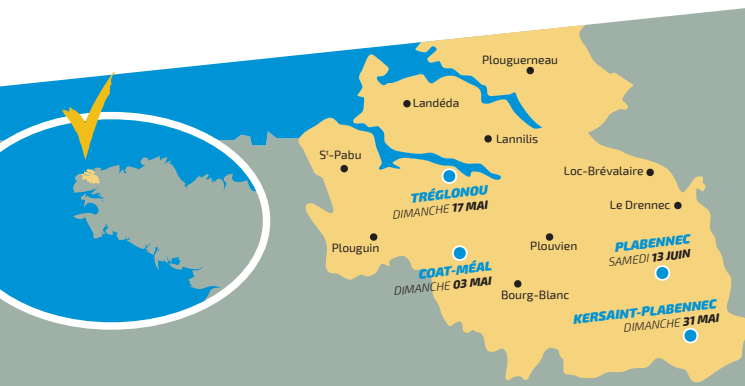 Plouguerneau
Landéda
Lannilis
Sᵗ-Pabu
Loc-Brévalaire
TRÉGLONOU
DIMANCHE 17 MAI
Le Drennec
Plouguin
Plouvien
PLABENNEC
SAMEDI 13 JUIN
COAT-MÉAL
DIMANCHE 03 MAI
Bourg-Blanc
KERSAINT-PLABENNEC
DIMANCHE 31 MAI